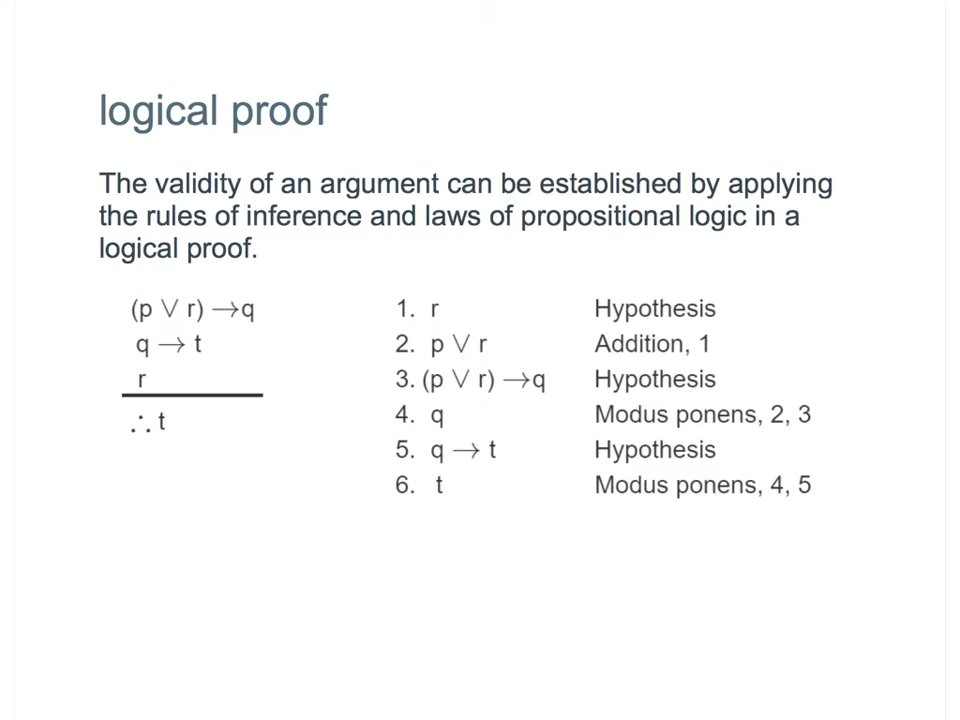 logical proof
The validity of an argument can be established by applying
the rules of inference and laws of propositional logic in a
logical proof.
(p ∨ r) →q
q → t
r
∴ t
1. r Hypothesis
2. p ∨ r Addition, 1
3. (p ∨ r) →q Hypothesis
4. q Modus ponens, 2, 3
5. q → t Hypothesis
6. t Modus ponens, 4, 5